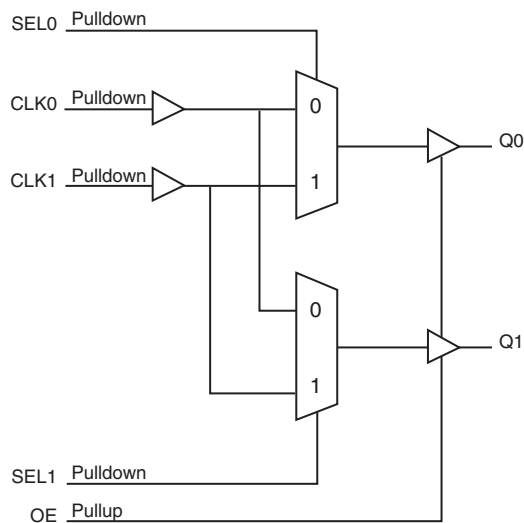 SEL0 Pulldown
CLK0 Pulldown
0
Q0
CLK1 Pulldown
1
0
Q1
1
SEL1 Pulldown
OE Pullup